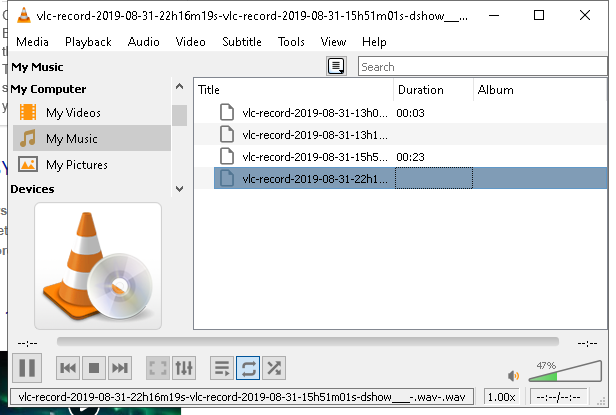 vlc-record-2019-08-31-22h16m19s-vlc-record-2019-08-31-15h51m01s-dshow___...
Media Playback Audio Video Subtitle Tools View Help
My Music
Search
My Computer
My Videos
My Music
My Pictures
Devices
Title Duration Album
vlc-record-2019-08-31-13h0... 00:03
vlc-record-2019-08-31-13h1...
vlc-record-2019-08-31-15h5... 00:23
vlc-record-2019-08-31-22h1...
--:-- --:--
47%
vlc-record-2019-08-31-22h16m19s-vlc-record-2019-08-31-15h51m01s-dshow___-.wav-.wav 1.00x --:--/--:--